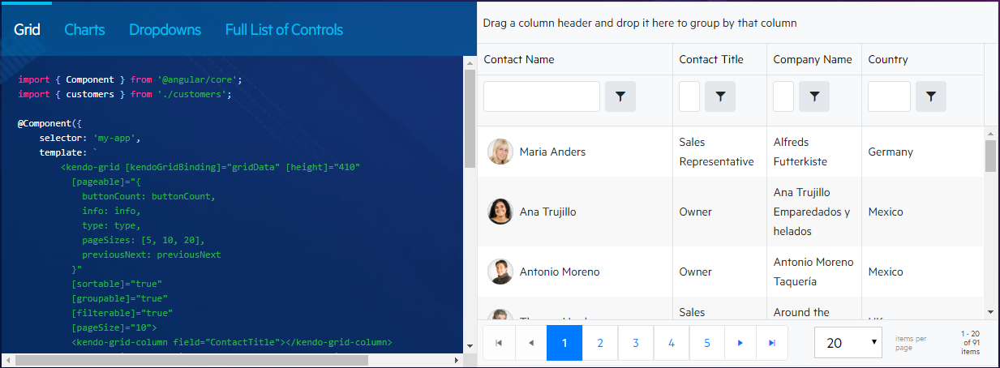 Grid Charts Dropdowns Full List of Controls
import { Component } from '@angular/core';
import { customers } from './customers';
@Component({
selector: 'my-app',
template: `
<kendo-grid [kendoGridBinding]="gridData" [height]="410"
[pageable]="{
buttonCount: buttonCount,
info: info,
type: type,
pageSizes: [5, 10, 20],
previousNext: previousNext
}"
[sortable]="true"
[groupable]="true"
[filterable]="true"
[pageSize]="10">
<kendo-grid-column field="ContactTitle"></kendo-grid-column>
Drag a column header and drop it here to group by that column
Contact Name Contact Title Company Name Country
Maria Anders
Sales
Representative
Alfreds
Futterkiste
Germany
Ana Trujillo
Owner
Ana Trujillo
Emparedados y
helados
Mexico
Antonio Moreno
Owner
Antonio Moreno
Taquería
Mexico
Sales
Around the
1 2 3 4 5
20
items per
page
1 - 20
of 91
items